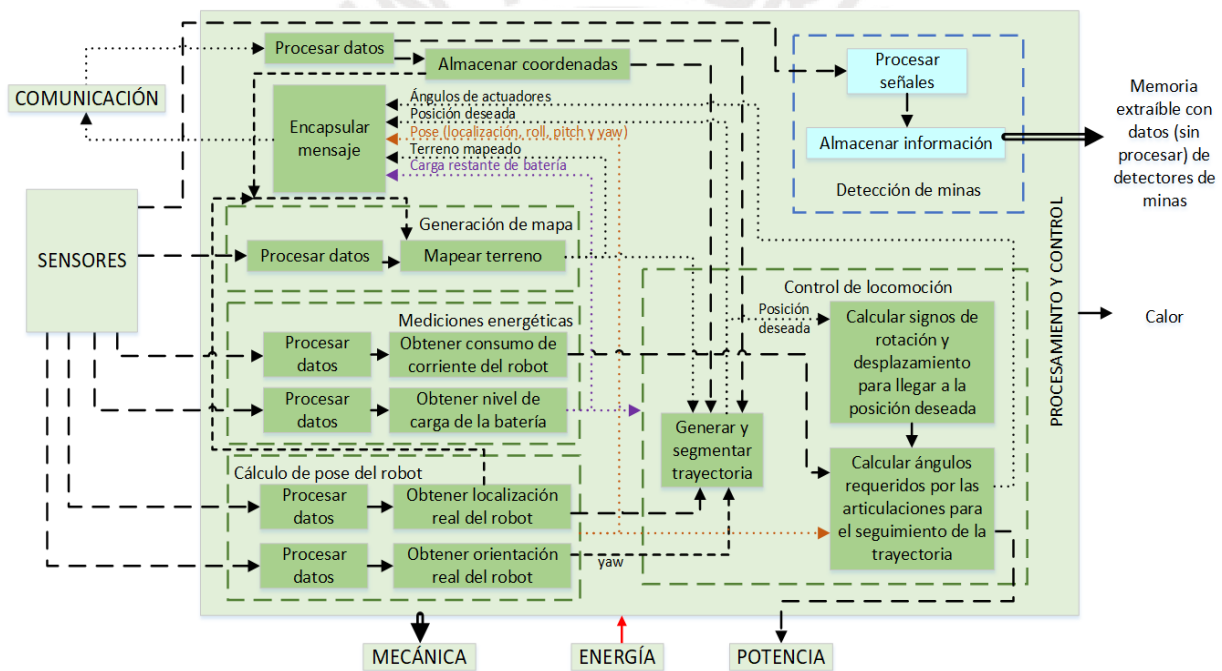 Procesar datos
Almacenar coordenadas
COMUNICACIÓN
Encapsular
mensaje
Ángulos de actuadores
Posición deseada
Pose (localización, roll, pitch y yaw)
Terreno mapeado
Carga restante de batería
Procesar
señales
Almacenar información
Detección de minas
Memoria
extraíble con
datos (sin
procesar) de
detectores de
minas
SENSORES
Generación de mapa
Procesar datos
Mapear terreno
Mediciones energéticas
Procesar
datos
Obtener consumo de
corriente del robot
Procesar
datos
Obtener nivel de
carga de la batería
Cálculo de pose del robot
Procesar
datos
Obtener localización
real del robot
Procesar
datos
Obtener orientación
real del robot
yaw
Generar y
segmentar
trayectoria
Control de locomoción
Posición
deseada
Calcular signos de
rotación y
desplazamiento
para llegar a la
posición deseada
Calcular ángulos
requeridos por las
articulaciones para
el seguimiento de la
trayectoria
PROCESAMIENTO Y CONTROL
Calor
MECÁNICA
ENERGÍA
POTENCIA